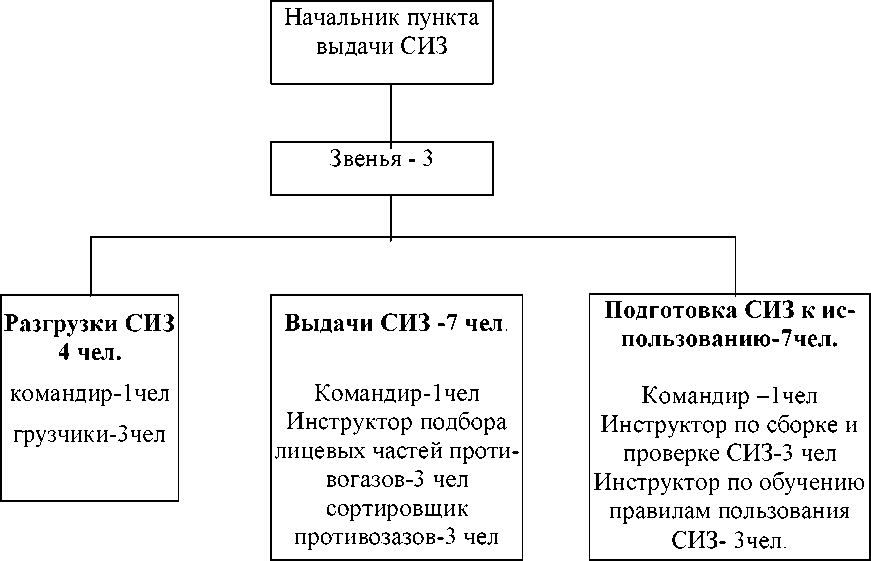 Начальник пункта
выдачи СИЗ
Звенья - 3
Разгрузки СИЗ
4 чел.
командир-1чел
грузчики-3чел
Выдачи СИЗ -7 чел.
Командир-1чел
Инструктор подбора
лицевых частей проти-
вогазов-3 чел
сортировщик
противозазов-3 чел
Подготовка СИЗ к ис-
пользованию-7чел.
Командир –1чел
Инструктор по сборке и
проверке СИЗ-3 чел
Инструктор по обучению
правилам пользования
СИЗ- 3чел.